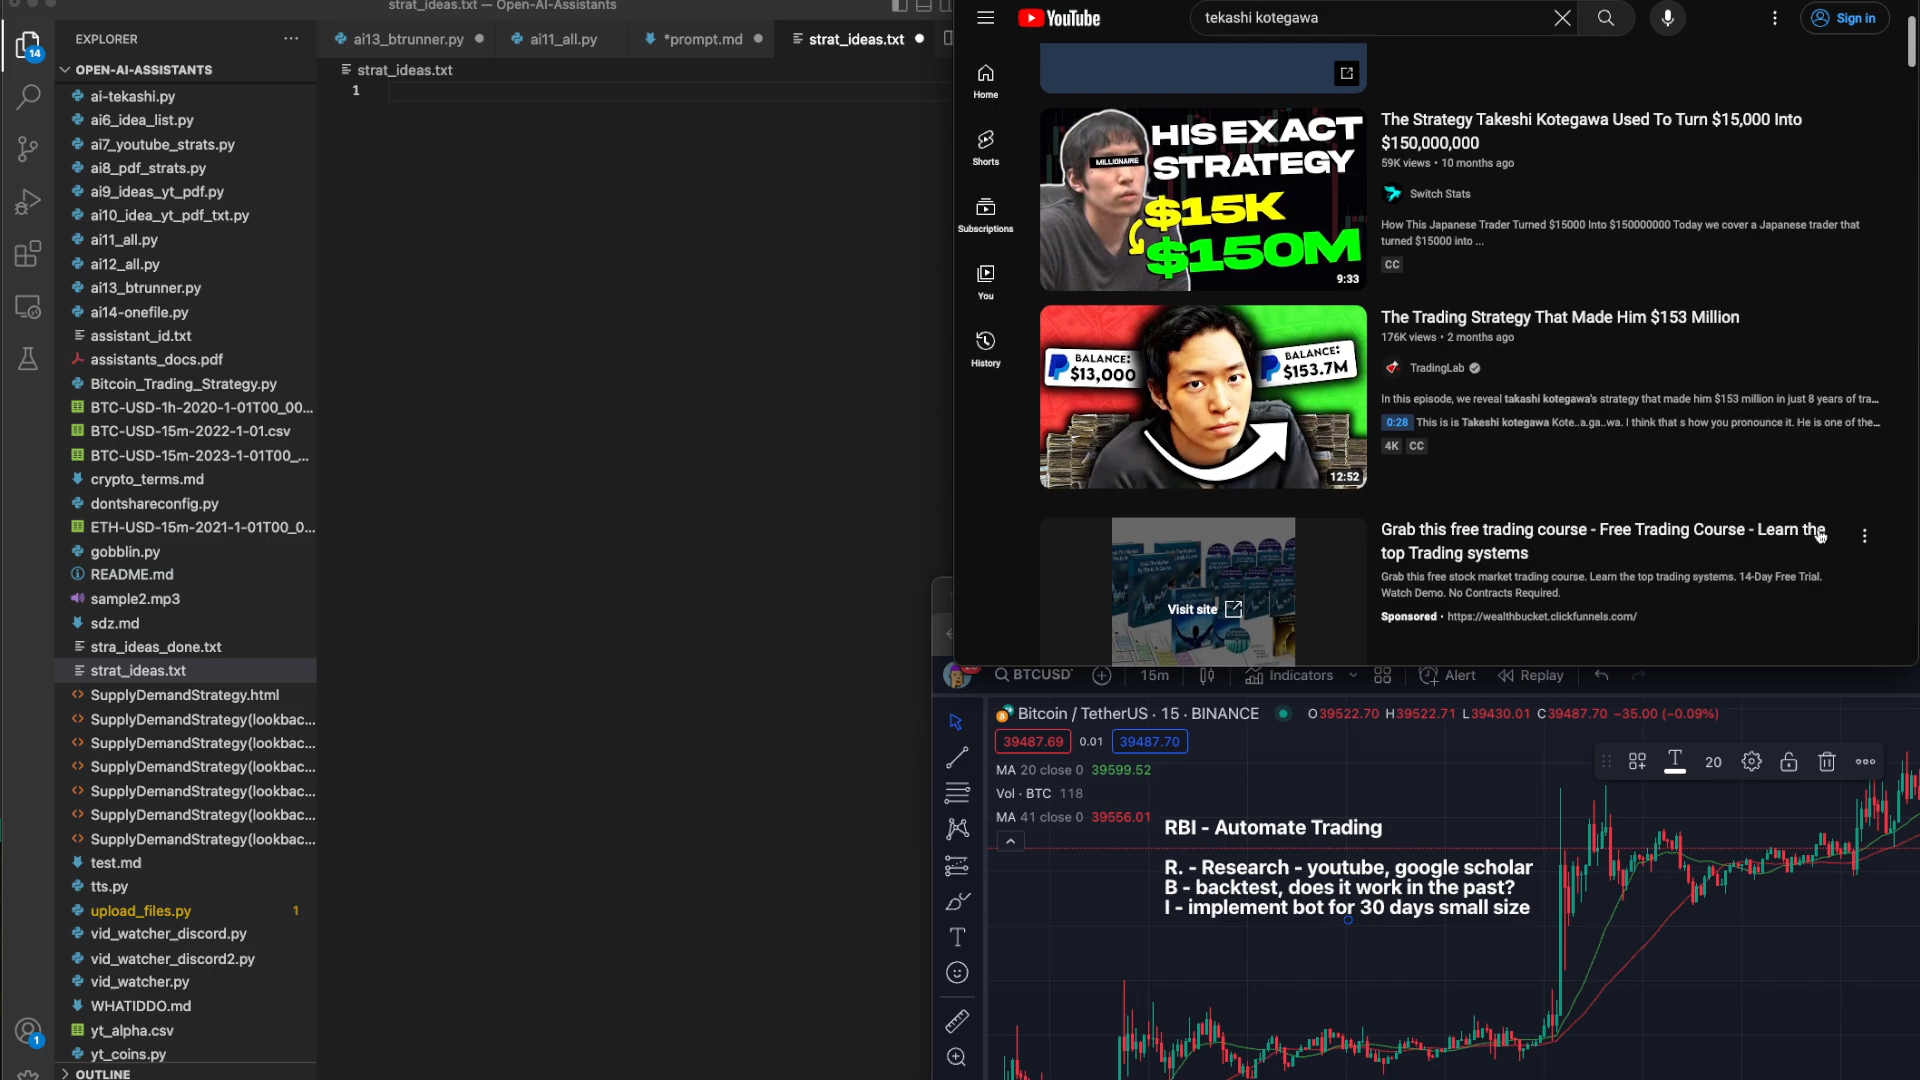 strat_ideas.txt — Open-AI-Assistants
14
EXPLORER
OPEN-AI-ASSISTANTS
ai-tekashi.py
ai6_idea_list.py
ai7_youtube_strats.py
ai8_pdf_strats.py
ai9_ideas_yt_pdf.py
ai10_idea_yt_pdf_txt.py
ai11_all.py
ai12_all.py
ai13_btrunner.py
ai14-onefile.py
assistant_id.txt
assistants_docs.pdf
Bitcoin_Trading_Strategy.py
BTC-USD-1h-2020-1-01T00_00...
BTC-USD-15m-2022-1-01.csv
BTC-USD-15m-2023-1-01T00_...
crypto_terms.md
dontshareconfig.py
ETH-USD-15m-2021-1-01T00_0...
gobblin.py
README.md
sample2.mp3
sdz.md
stra_ideas_done.txt
strat_ideas.txt
SupplyDemandStrategy.html
SupplyDemandStrategy(lookbac...
SupplyDemandStrategy(lookbac...
SupplyDemandStrategy(lookbac...
SupplyDemandStrategy(lookbac...
SupplyDemandStrategy(lookbac...
SupplyDemandStrategy(lookbac...
test.md
tts.py
upload_files.py 1
vid_watcher_discord.py
vid_watcher_discord2.py
vid_watcher.py
WHATIDDO.md
yt_alpha.csv
yt_coins.py
OUTLINE
1
ai13_btrunner.py
ai11_all.py
*prompt.md
strat_ideas.txt
strat_ideas.txt
1
YouTube
tekashi kotegawa
Sign in
Home
Shorts
Subscriptions
You
History
HIS EXACT
STRATEGY
MILLIONAIRE
$15K
$150M
9:33
The Strategy Takeshi Kotegawa Used To Turn $15,000 Into
$150,000,000
59K views • 10 months ago
Switch Stats
How This Japanese Trader Turned $15000 Into $150000000 Today we cover a Japanese trader that
turned $15000 into ...
CC
BALANCE:
$13,000
BALANCE:
$153.7M
12:52
The Trading Strategy That Made Him $153 Million
176K views • 2 months ago
TradingLab
In this episode, we reveal takashi kotegawa's strategy that made him $153 million in just 8 years of tra...
0:28 This is is Takeshi kotegawa Kote..a.ga..wa. I think that s how you pronounce it. He is one of the...
4K CC
Visit site
Grab this free trading course - Free Trading Course - Learn the
top Trading systems
Grab this free stock market trading course. Learn the top trading systems. 14-Day Free Trial.
Watch Demo. No Contracts Required.
Sponsored · https://wealthbucket.clickfunnels.com/
BTCUSD
15m
Indicators
Alert
Replay
Bitcoin / TetherUS · 15 · BINANCE
O39522.70 H39522.71 L39430.01 C39487.70 −35.00 (−0.09%)
39487.69 0.01 39487.70
MA 20 close 0 39599.52
Vol · BTC 118
MA 41 close 0 39556.01
20
RBI - Automate Trading
R. - Research - youtube, google scholar
B - backtest, does it work in the past?
I - implement bot for 30 days small size